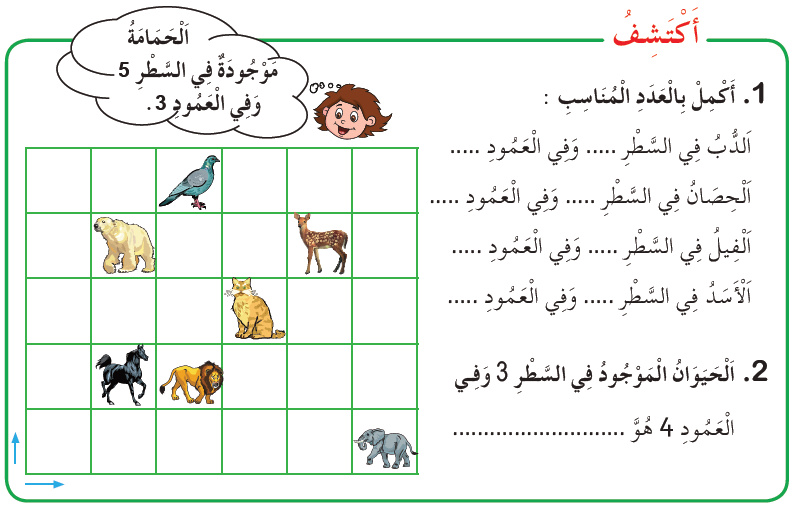 أَكْتَشِفُ
اَلْحَمَامَةُ
مَوْجُودَةٌ فِي السَّطْرِ 5
وَفِي الْعَمُودِ 3.
1. أَكْمِلْ بِالْعَدَدِ الْمُنَاسِبِ :
اَلدُّبُ فِي السَّطْرِ ..... وَفِي الْعَمُودِ .....
اَلْحِصَانُ فِي السَّطْرِ ..... وَفِي الْعَمُودِ .....
اَلْفِيلُ فِي السَّطْرِ ..... وَفِي الْعَمُودِ .....
اَلْأَسَدُ فِي السَّطْرِ ..... وَفِي الْعَمُودِ .....
2. اَلْحَيَوَانُ الْمَوْجُودُ فِي السَّطْرِ 3 وَفِي
الْعَمُودِ 4 هُوَّ ...........................